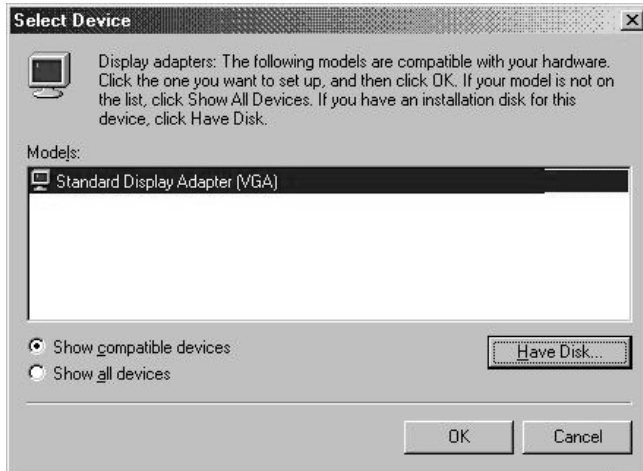 Select Device
Display adapters: The following models are compatible with your hardware.
Click the one you want to set up, and then click OK. If your model is not on
the list, click Show All Devices. If you have an installation disk for this
device, click Have Disk.
Models:
Standard Display Adapter (VGA)
Show compatible devices
Have Disk...
Show all devices
OK
Cancel